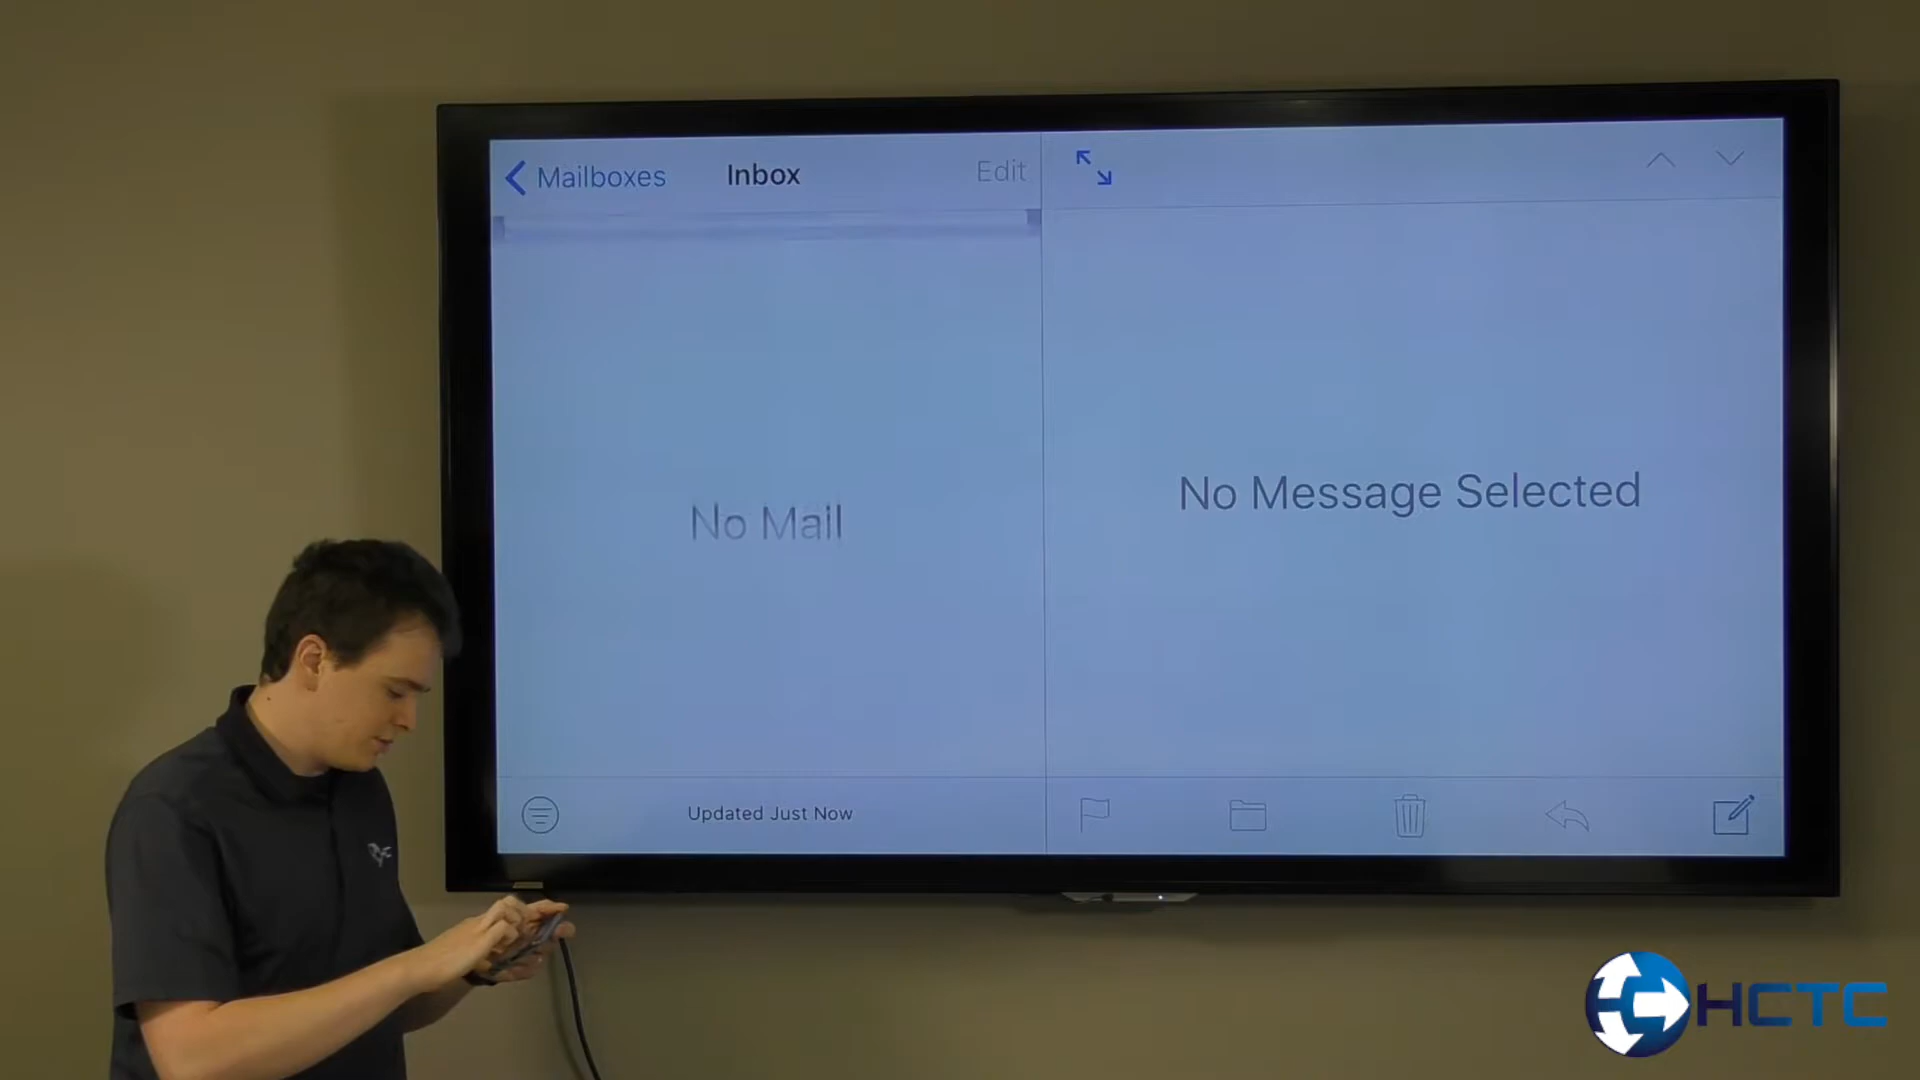 Mailboxes
Inbox
Edit
No Mail
No Message Selected
Updated Just Now
HCTC